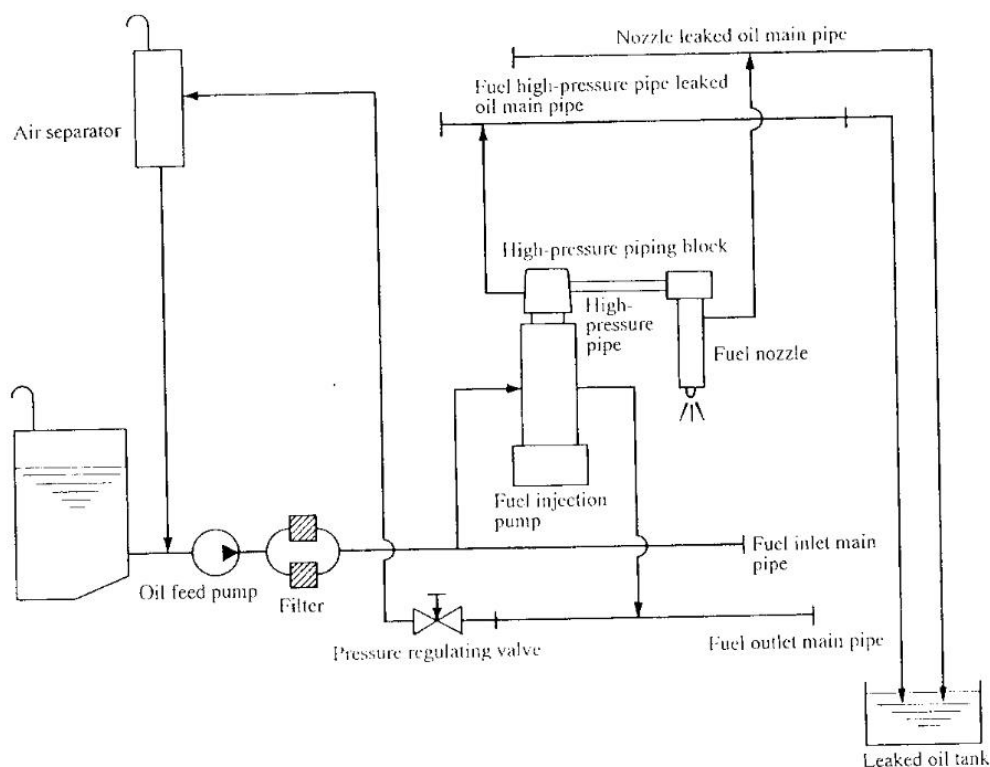 Nozzle leaked oil main pipe
Fuel high-pressure pipe leaked
oil main pipe
Air separator
High-pressure piping block
High-
pressure
pipe
Fuel nozzle
Fuel injection
pump
Fuel inlet main
pipe
Oil feed pump
Filter
Pressure regulating valve
Fuel outlet main pipe
Leaked oil tank